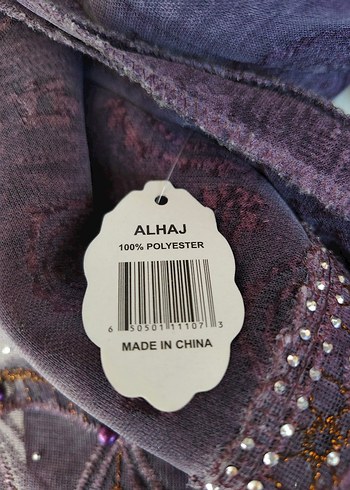 ALHAJ
100% POLYESTER
6 50501 11107 3
MADE IN CHINA